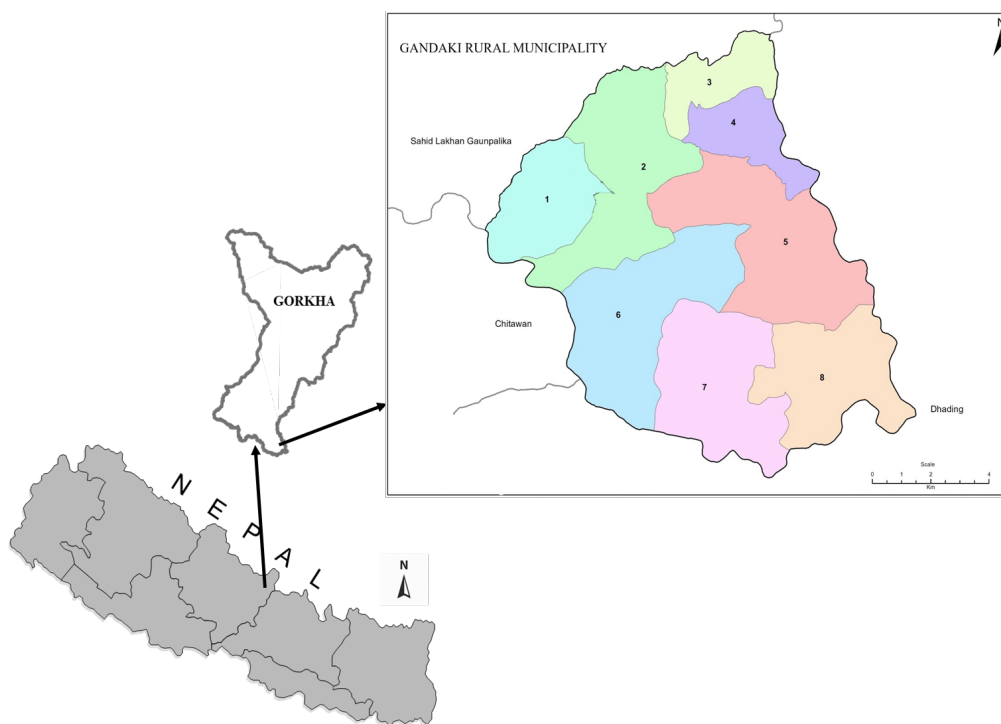 GANDAKI RURAL MUNICIPALITY
N
3
4
Sahid Lakhan Gaunpalika
2
1
5
GORKHA
Chitawan
6
7
8
Dhading
Scale
0 1 2 4
Km
NEPAL
N